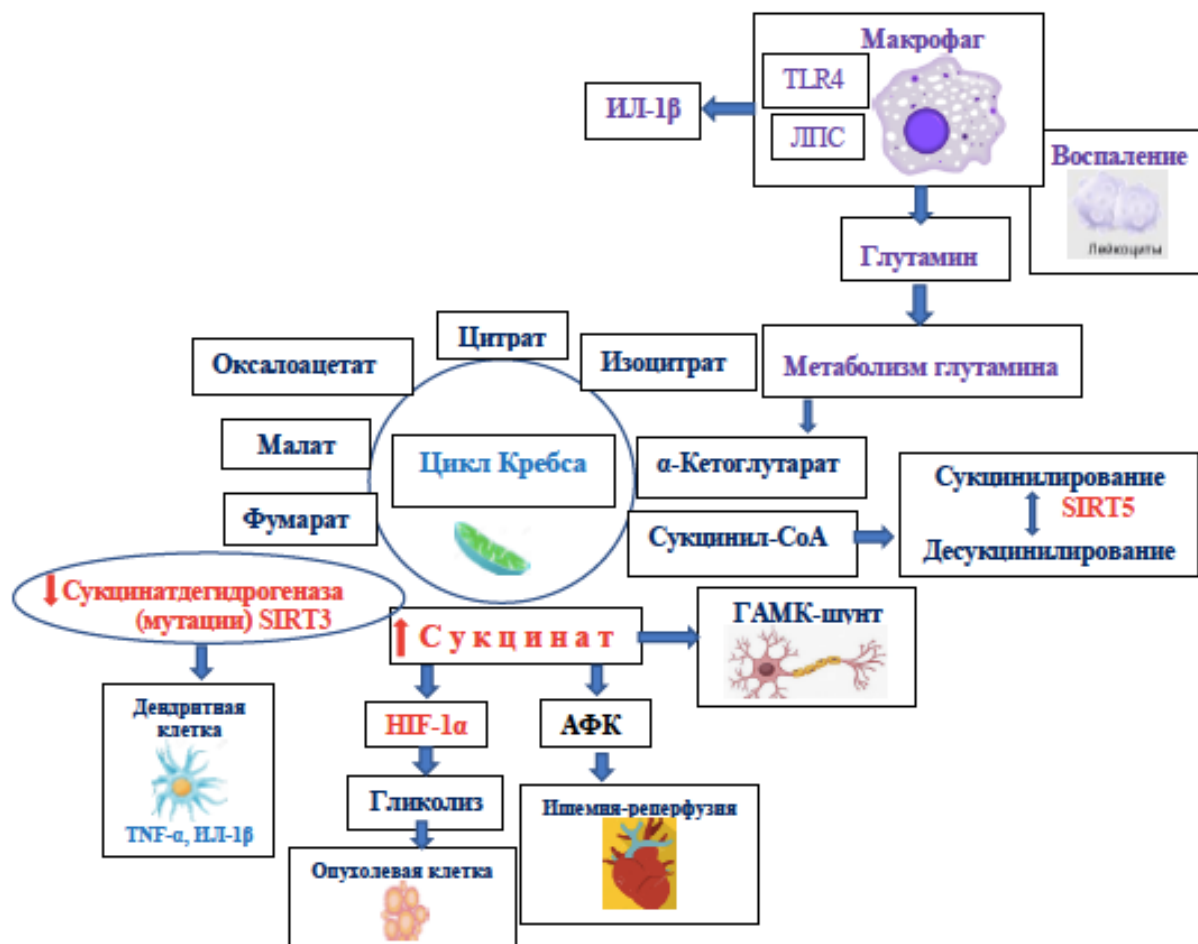 Макрофаг
TLR4
ИЛ-1β
ЛПС
Воспаление
Лейкоциты
Глутамин
Цитрат
Оксалоацетат
Изоцитрат
Метаболизм глутамина
Малат
Цикл Кребса
α-Кетоглутарат
Фумарат
Сукцинил-СоА
Сукцинилирование
SIRT5
Десукцинилирование
Сукцинатдегидрогеназа
(мутации) SIRT3
С у к ц и н а т
ГАМК-шунт
Дендритная
клетка
TNF-α, ИЛ-1β
HIF-1α
АФК
Гликолиз
Ишемия-реперфузия
Опухолевая клетка